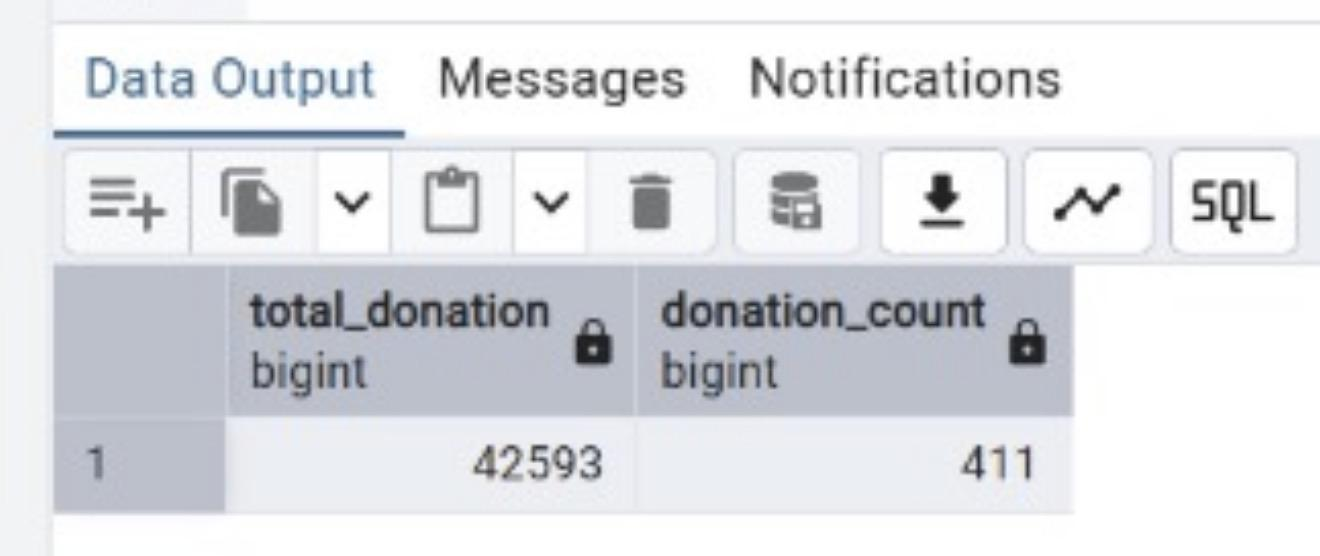 Data Output Messages Notifications
SQL
total_donation donation_count
bigint bigint
1 42593 411